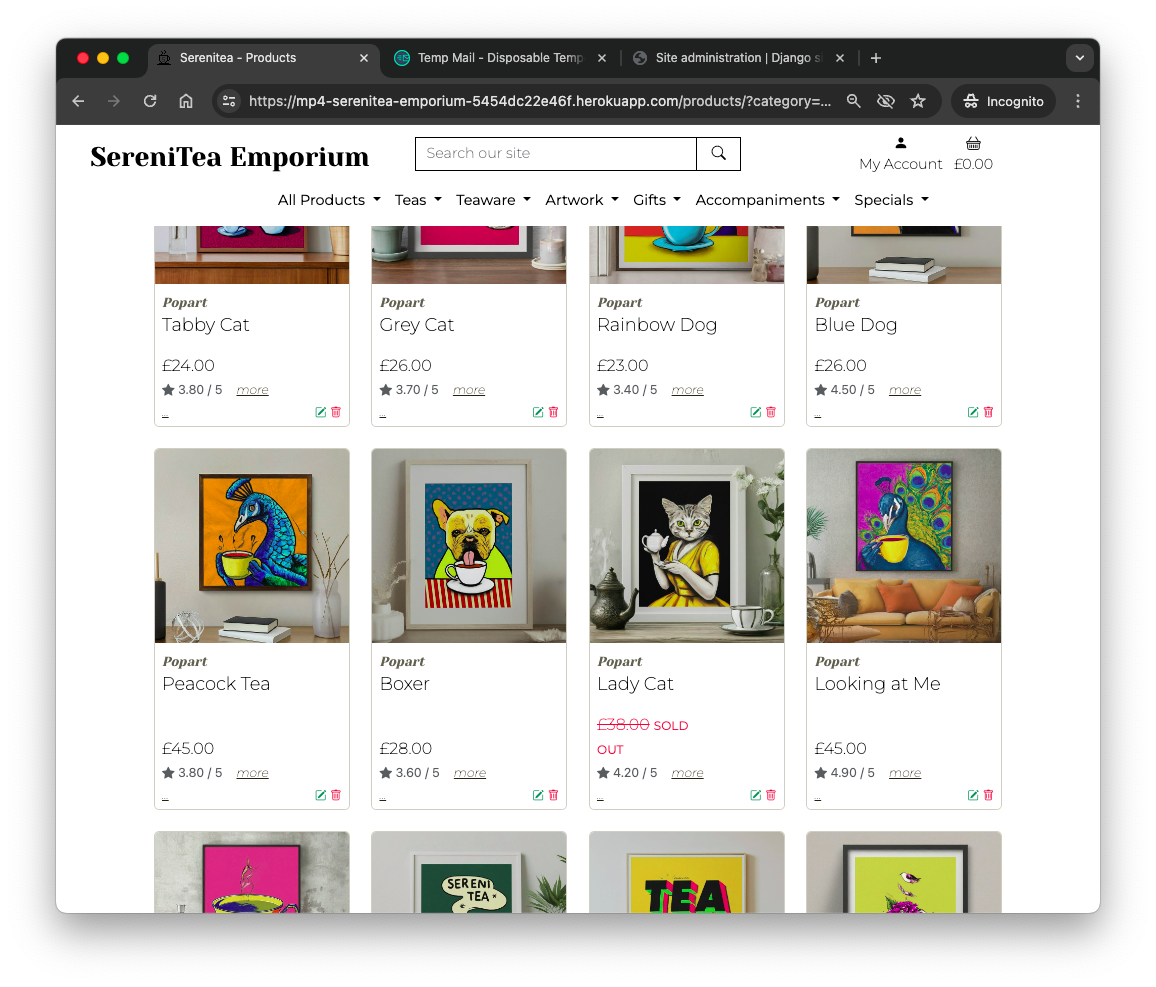 Serenitea - Products
Temp Mail - Disposable Temp
Site administration | Django si
https://mp4-serenitea-emporium-5454dc22e46f.herokuapp.com/products/?category=...
Incognito
SereniTea Emporium
Search our site
My Account
£0.00
All Products Teas Teaware Artwork Gifts Accompaniments Specials
Popart Popart Popart Popart
Tabby Cat Grey Cat Rainbow Dog Blue Dog
£24.00 £26.00 £23.00 £26.00
3.80 / 5 more 3.70 / 5 more 3.40 / 5 more 4.50 / 5 more
... ... ... ...
Popart Popart Popart Popart
Peacock Tea Boxer Lady Cat Looking at Me
£38.00 SOLD
£45.00 £28.00 OUT £45.00
3.80 / 5 more 3.60 / 5 more 4.20 / 5 more 4.90 / 5 more
... ... ... ...
SERENI
TEA
TEA